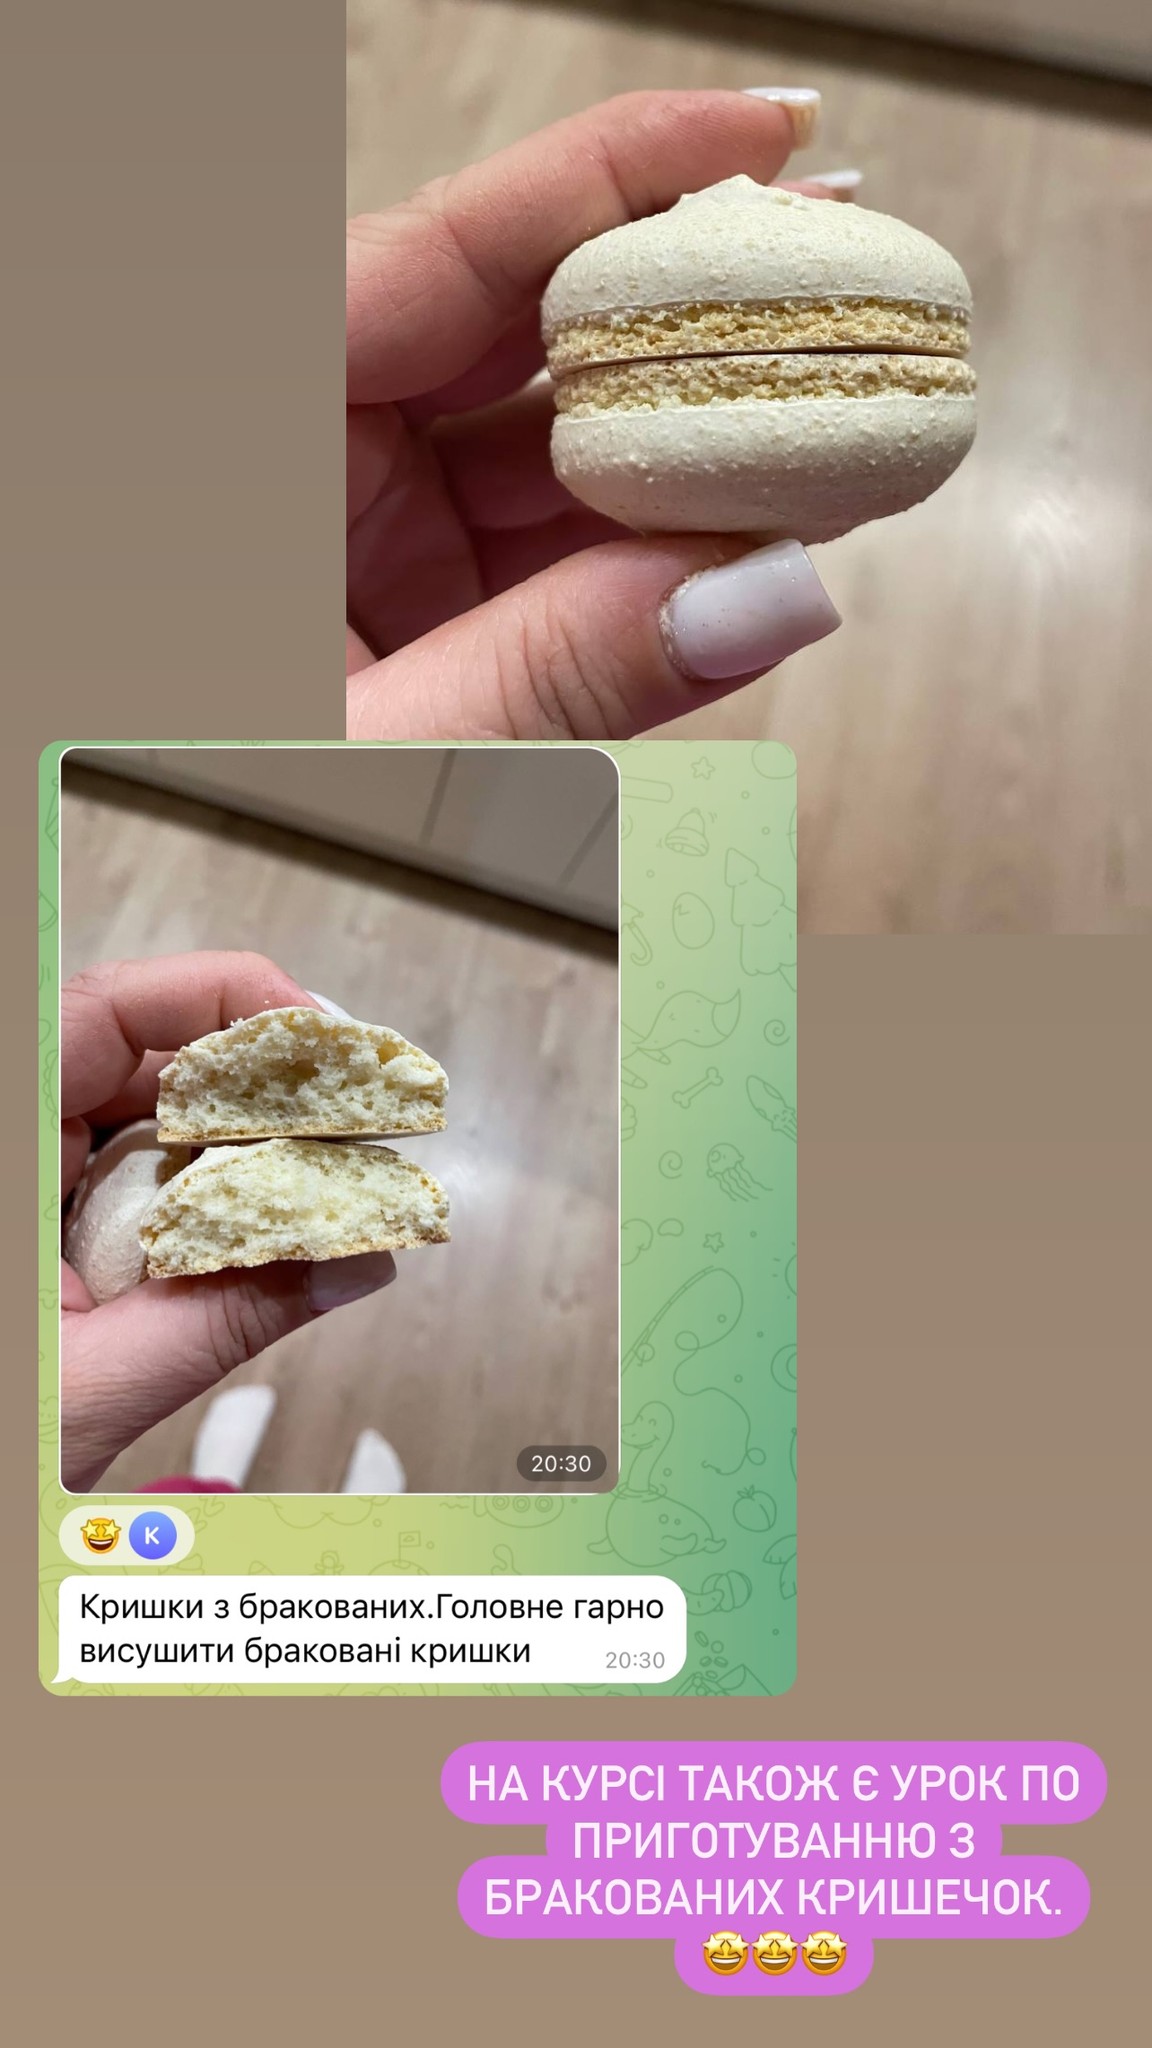 20:30
K
Кришки з бракованих.Головне гарно
висушити браковані кришки
20:30
НА КУРСІ ТАКОЖ Є УРОК ПО
ПРИГОТУВАННЮ З
БРАКОВАНИХ КРИШЕЧОК.
🤩🤩🤩